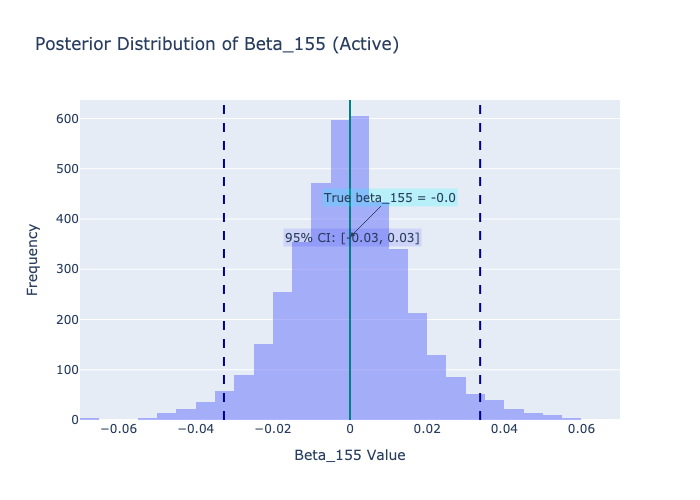 Posterior Distribution of Beta_155 (Active)
600
500
400
300
200
100
0
Frequency
True beta_155 = -0.0
95% CI: [-0.03, 0.03]
−0.06
−0.04
−0.02
0
0.02
0.04
0.06
Beta_155 Value